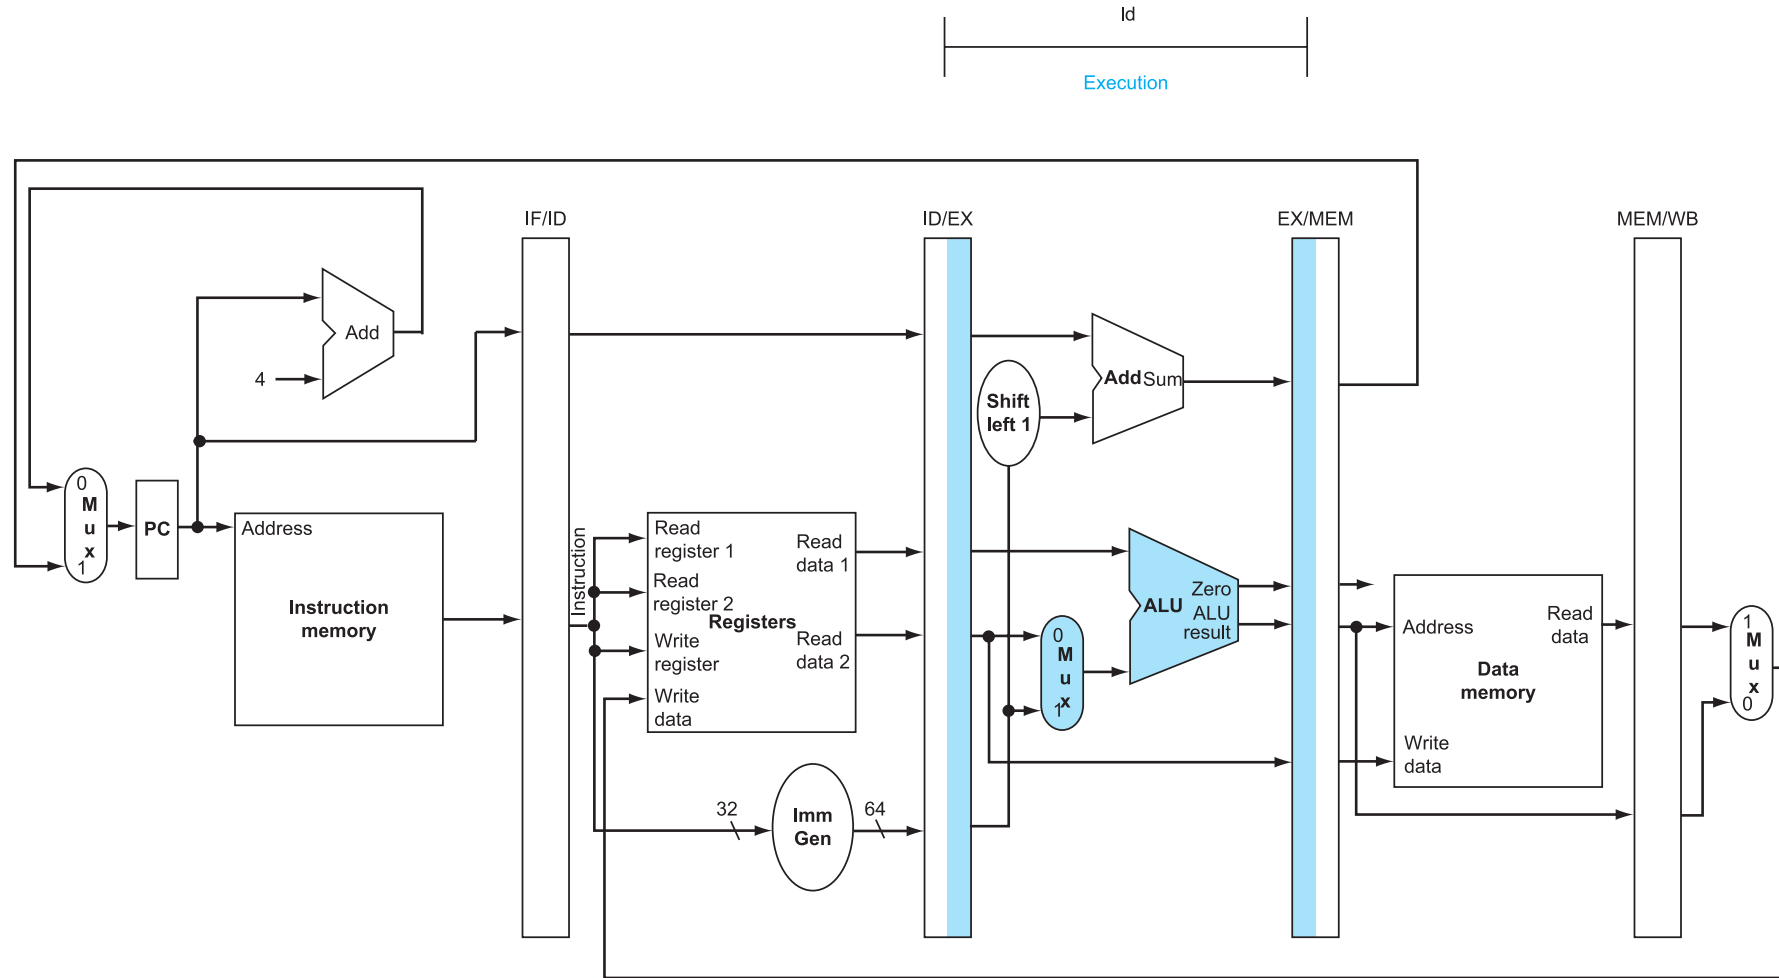 ld
Execution
IF/ID
ID/EX
EX/MEM
MEM/WB
Add
4
Add Sum
Shift
left 1
0
M
u
x
1
PC
Address
Instruction
memory
Instruction
Read
register 1
Read
register 2
Write
register
Write
data
Registers
Read
data 1
Read
data 2
32
Imm
Gen
64
0
M
u
x
1
ALU
Zero
ALU
result
Address
Write
data
Data
memory
Read
data
1
M
u
x
0